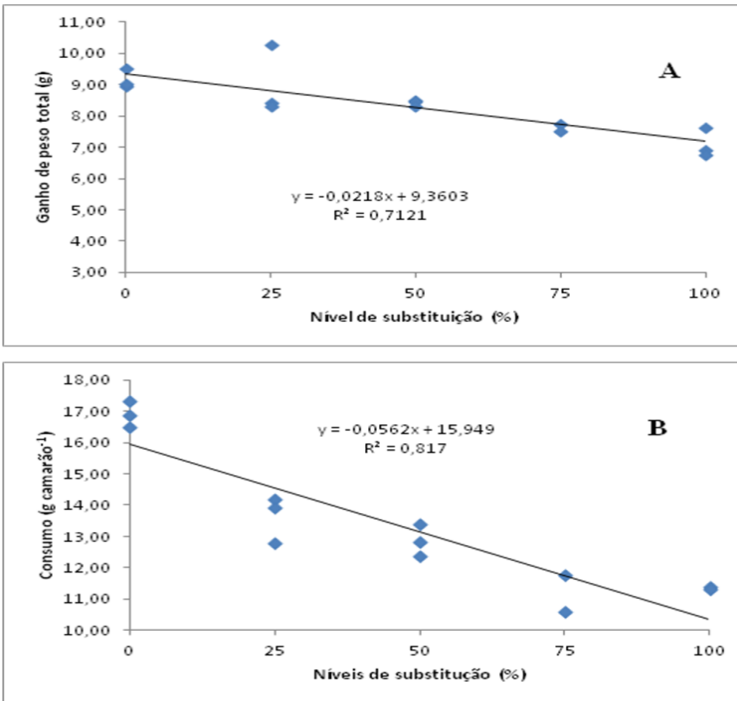 11,00
10,00
9,00
8,00
7,00
6,00
5,00
4,00
3,00
Ganho de peso total (g)
A
y = -0,0218x + 9,3603
R² = 0,7121
0 25 50 75 100
Nível de substituição (%)
18,00
17,00
16,00
15,00
14,00
13,00
12,00
11,00
10,00
Consumo (g camarão⁻¹)
B
y = -0,0562x + 15,949
R² = 0,817
0 25 50 75 100
Níveis de substitução (%)